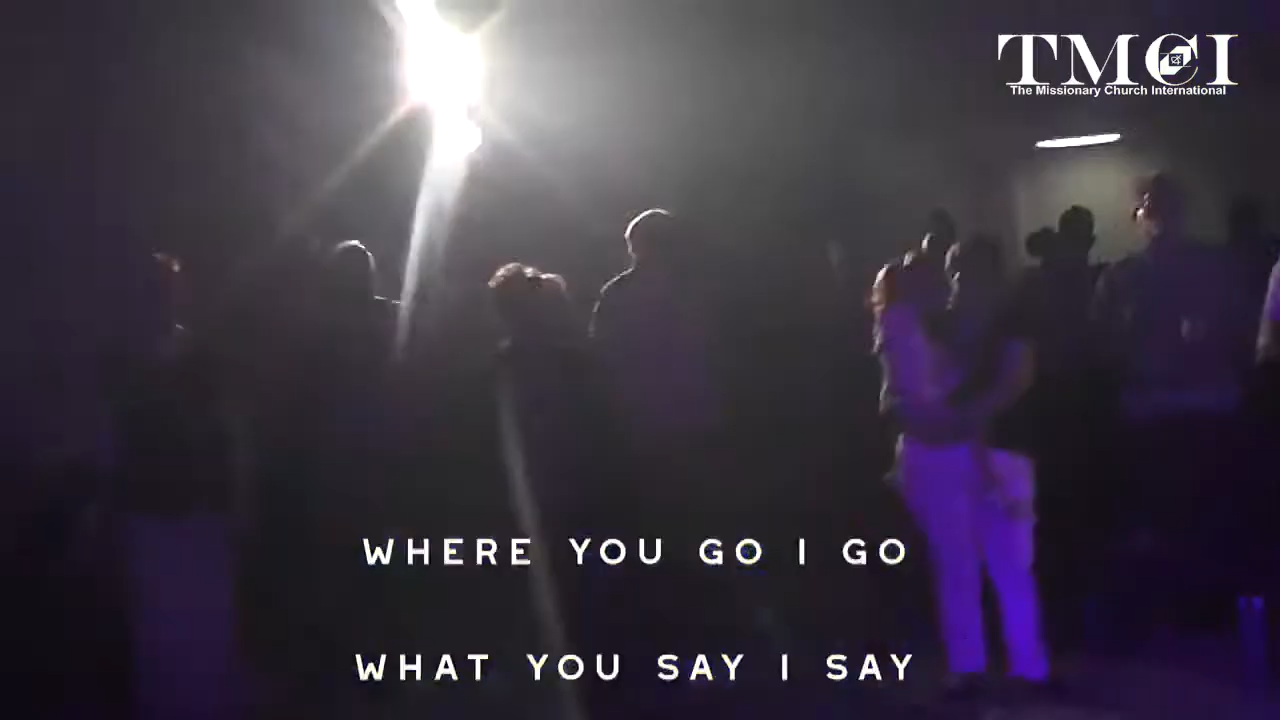 TMCI
The Missionary Church International
WHERE YOU GO I GO
WHAT YOU SAY I SAY